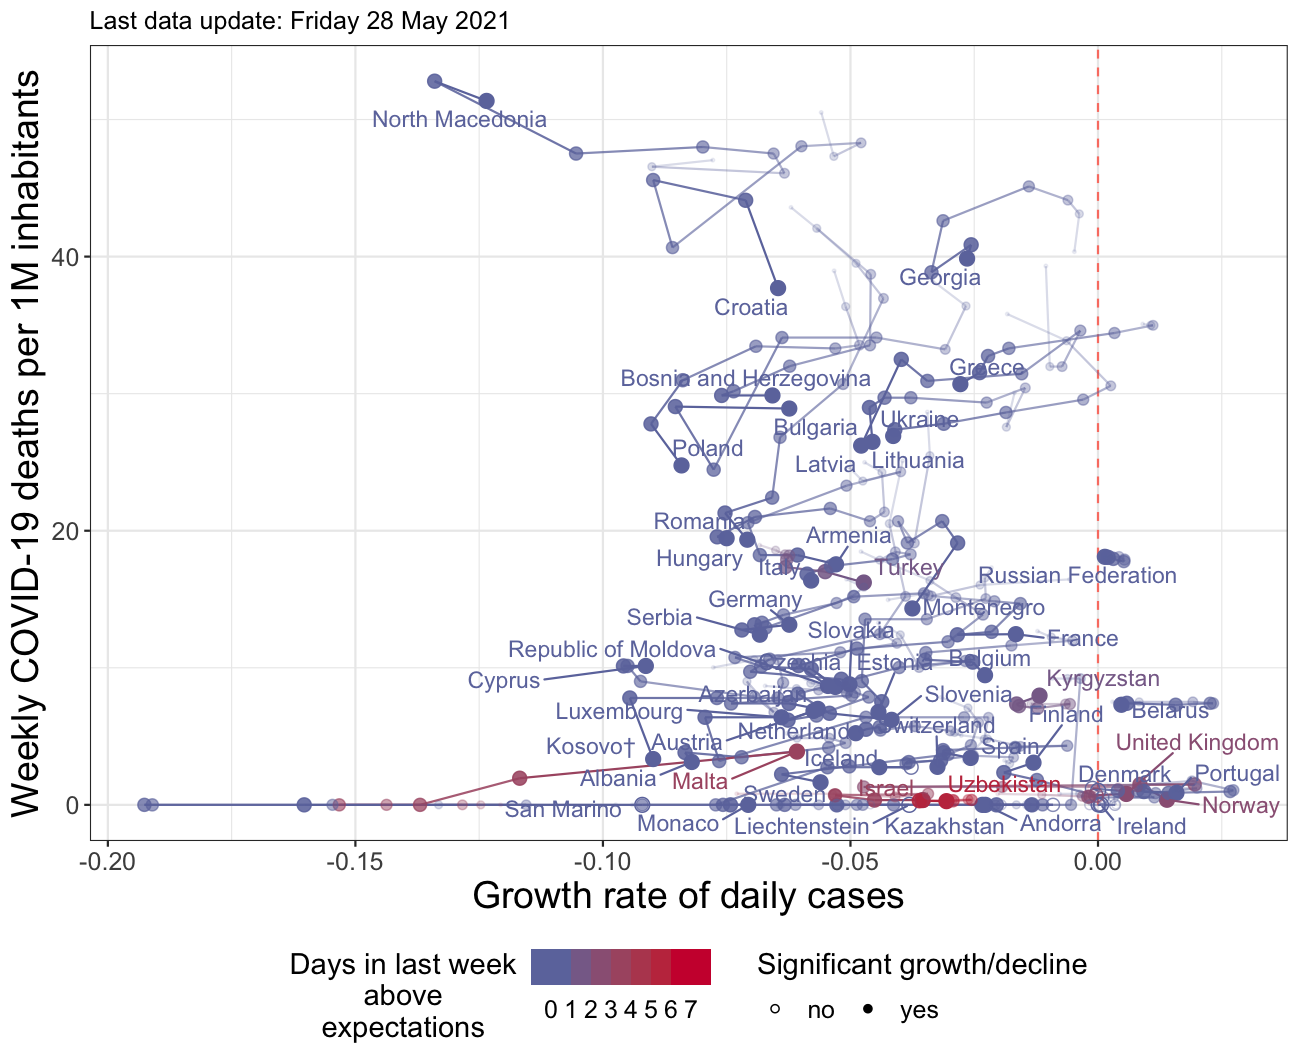 Last data update: Friday 28 May 2021
Weekly COVID-19 deaths per 1M inhabitants
North Macedonia
40
Georgia
Croatia
Greece
Bosnia and Herzegovina
Ukraine
Bulgaria
Poland
Lithuania
Latvia
Romania
20
Armenia
Hungary
Italy
Turkey
Russian Federation
Germany
Montenegro
Serbia
Slovakia
France
Republic of Moldova
Czechia
Estonia
Belgium
Cyprus
Kyrgyzstan
Azerbaijan
Slovenia
Luxembourg
Finland
Belarus
Switzerland
Netherlands
Kosovo†
Austria
Spain
United Kingdom
Iceland
Albania
Malta
Denmark
Portugal
Israel
Uzbekistan
Sweden
San Marino
Norway
0
Monaco
Liechtenstein
Kazakhstan
Andorra
Ireland
-0.20
-0.15
-0.10
-0.05
0.00
Growth rate of daily cases
Days in last week
above
expectations
0 1 2 3 4 5 6 7
Significant growth/decline
no
yes